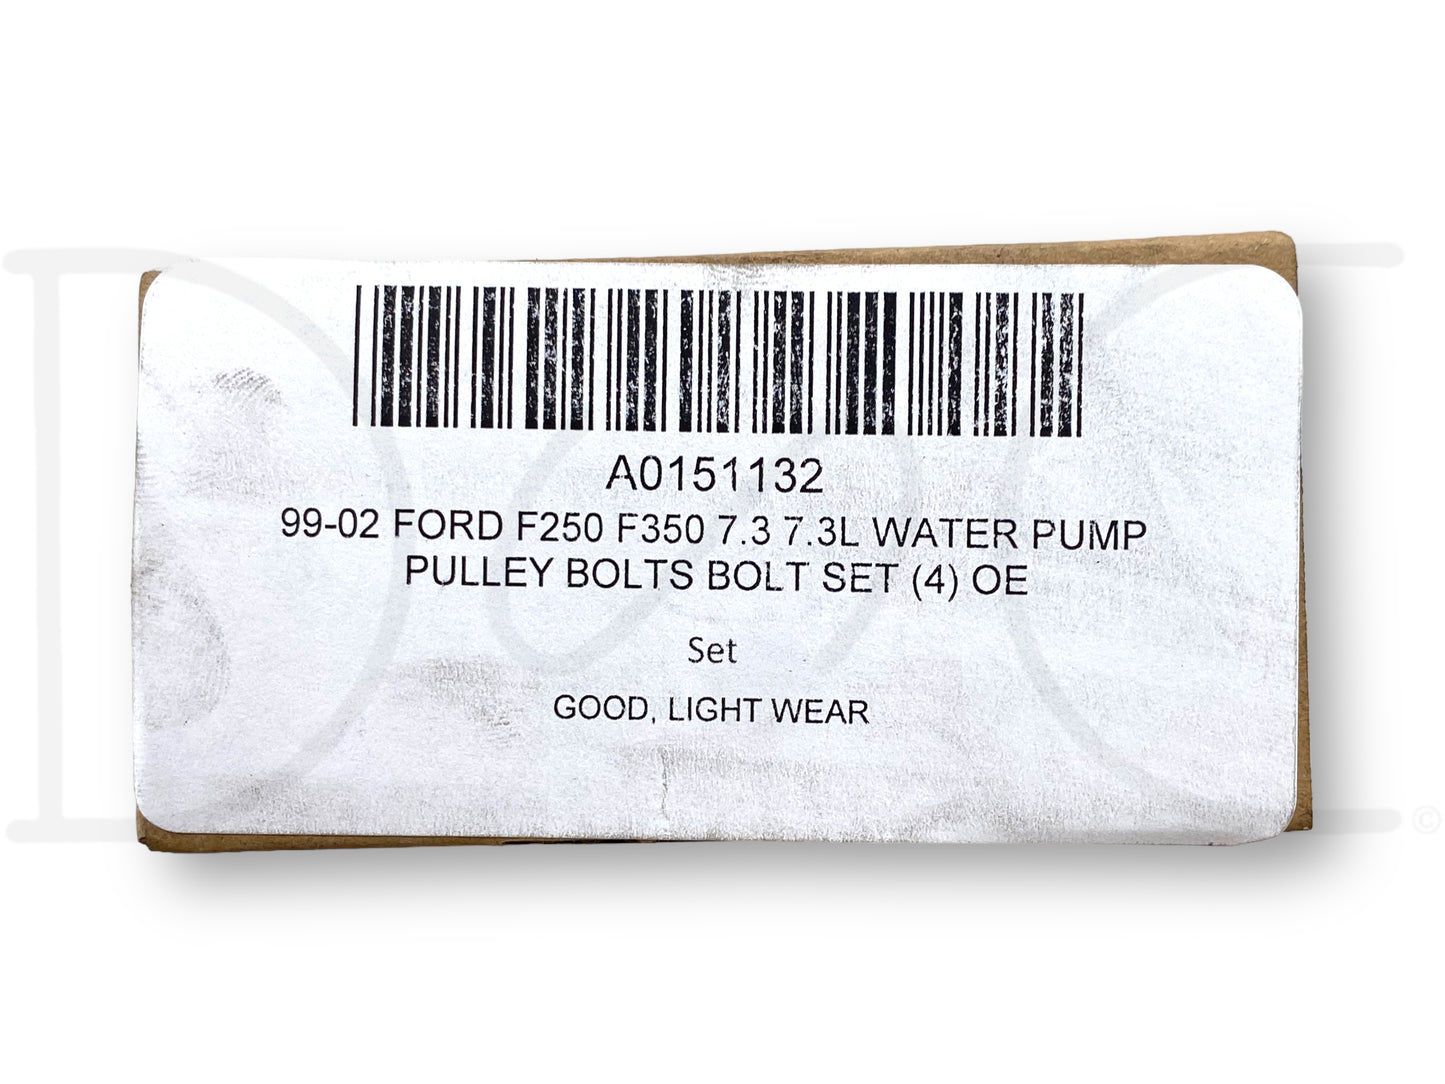 A0151132
99-02 FORD F250 F350 7.3 7.3L WATER PUMP
PULLEY BOLTS BOLT SET (4) OE
Set
GOOD, LIGHT WEAR
©